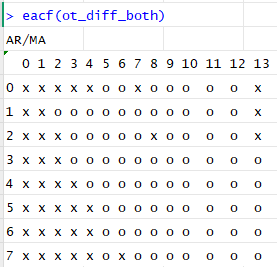 > eacf(ot_diff_both)
AR/MA
0 1 2 3 4 5 6 7 8 9 10 11 12 13
0 x x x x x o o x o o o o o x
1 x x o o o o o o o o o o o x
2 x x x o o o o o x o o o o x
3 x x x o o o o o o o o o o o
4 x x x x o o o o o o o o o o
5 x x x x x o o o o o o o o o
6 x x x x x o o o o o o o o o
7 x x x x x o x o o o o o o o